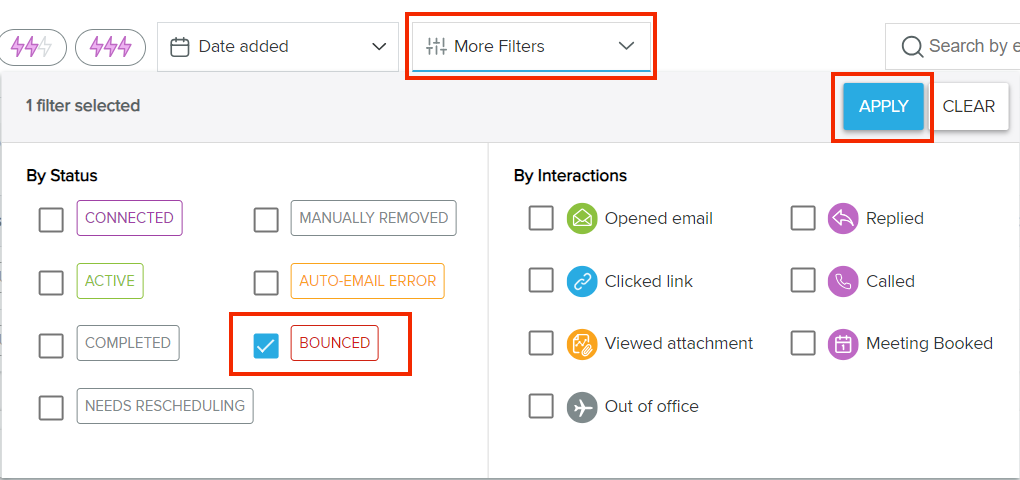 Date added
More Filters
Search by e
1 filter selected
APPLY
CLEAR
By Status
CONNECTED
MANUALLY REMOVED
ACTIVE
AUTO-EMAIL ERROR
COMPLETED
BOUNCED
NEEDS RESCHEDULING
By Interactions
Opened email
Replied
Clicked link
Called
Viewed attachment
1
Meeting Booked
Out of office